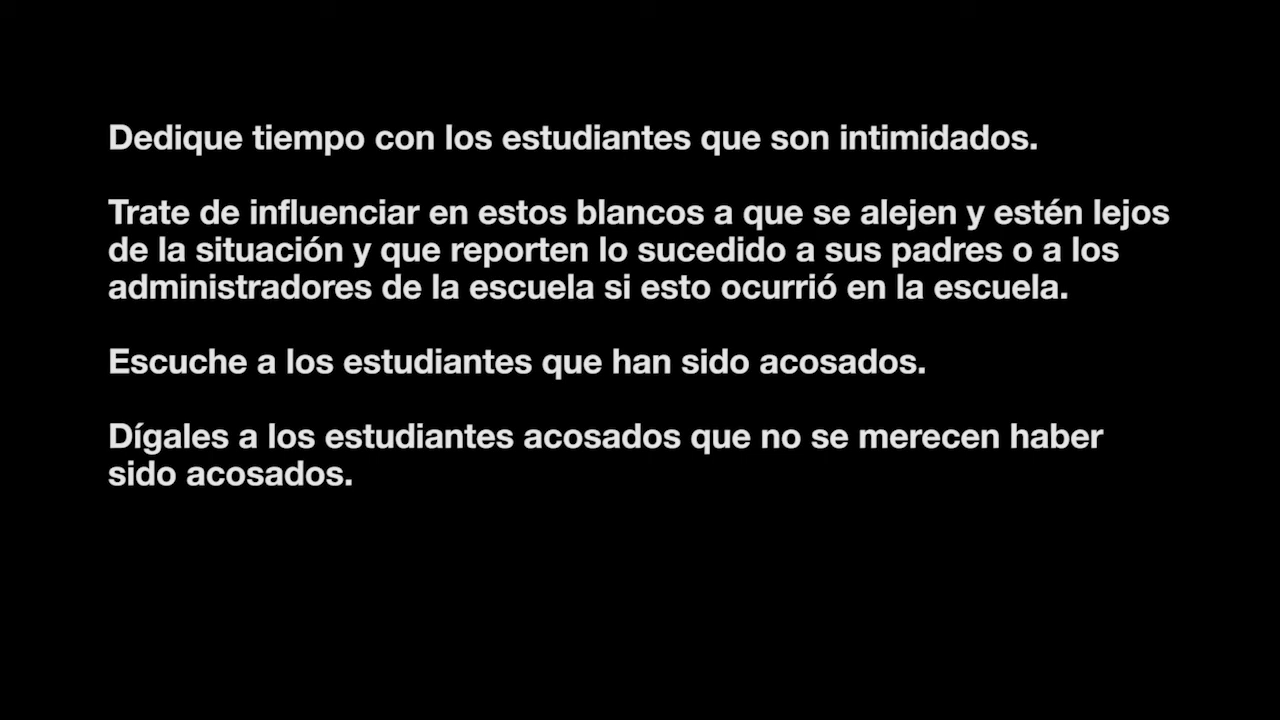 Dedique tiempo con los estudiantes que son intimidados.
Trate de influenciar en estos blancos a que se alejen y estén lejos
de la situación y que reporten lo sucedido a sus padres o a los
administradores de la escuela si esto ocurrió en la escuela.
Escuche a los estudiantes que han sido acosados.
Dígales a los estudiantes acosados que no se merecen haber
sido acosados.